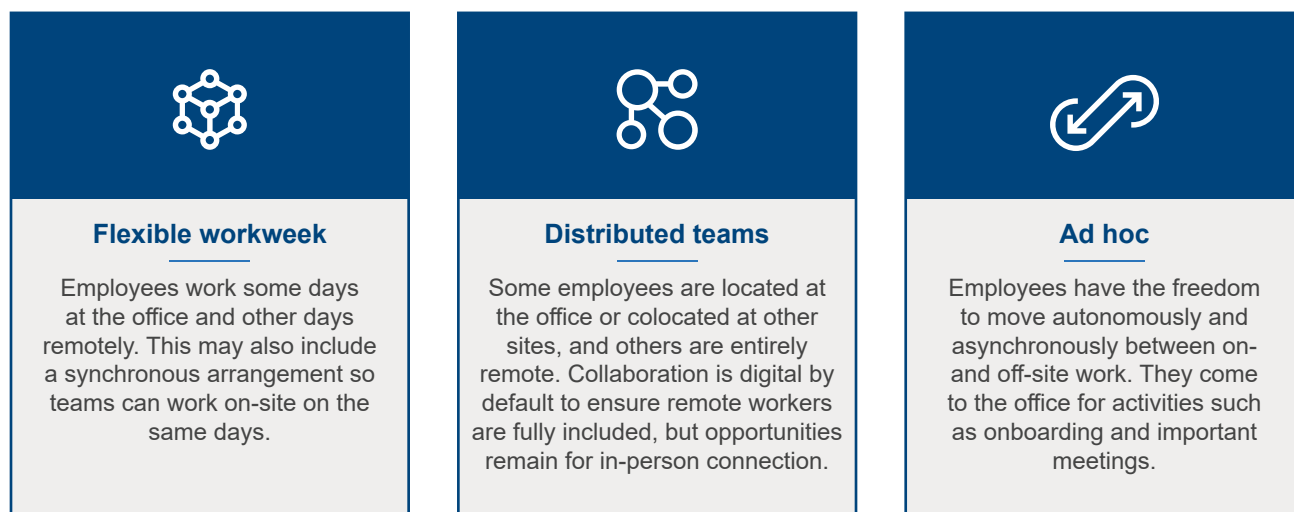 Flexible workweek
Employees work some days
at the office and other days
remotely. This may also include
a synchronous arrangement so
teams can work on-site on the
same days.
Distributed teams
Some employees are located at
the office or colocated at other
sites, and others are entirely
remote. Collaboration is digital by
default to ensure remote workers
are fully included, but opportunities
remain for in-person connection.
Ad hoc
Employees have the freedom
to move autonomously and
asynchronously between on-
and off-site work. They come
to the office for activities such
as onboarding and important
meetings.